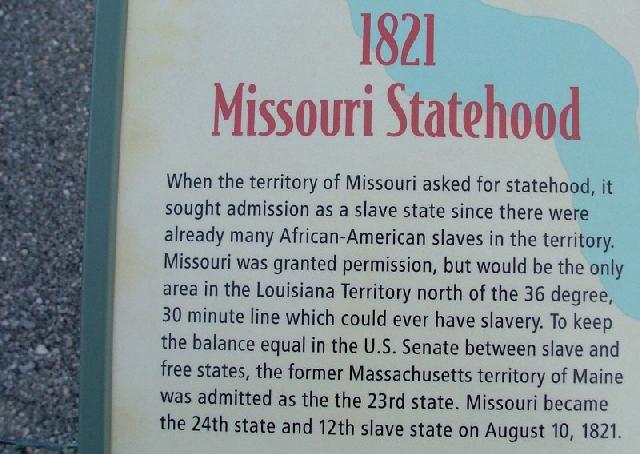 1821
Missouri Statehood
When the territory of Missouri asked for statehood, it
sought admission as a slave state since there were
already many African-American slaves in the territory.
Missouri was granted permission, but would be the only
area in the Louisiana Territory north of the 36 degree,
30 minute line which could ever have slavery. To keep
the balance equal in the U.S. Senate between slave and
free states, the former Massachusetts territory of Maine
was admitted as the the 23rd state. Missouri became
the 24th state and 12th slave state on August 10, 1821.